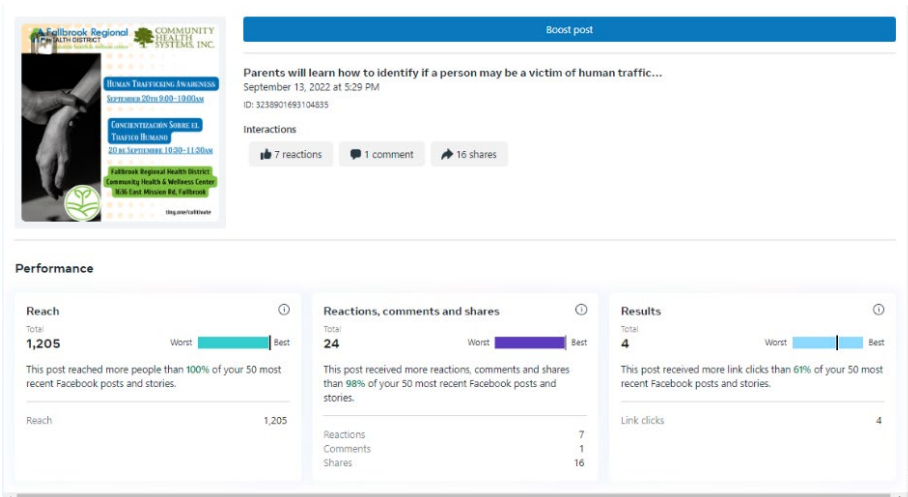 Fallbrook Regional
HEALTH DISTRICT
COMMUNITY
HEALTH
SYSTEMS, INC.
HUMAN TRAFFICKING AWARENESS
SEPTEMBER 20TH 9:00-10:00AM
CONCIENTIZACIÓN SOBRE EL
TRAFICO HUMANO
20 DE SEPTIEMBRE 10:30-11:30AM
Fallbrook Regional Health District
Community Health & Wellness Center
1636 East Mission Rd, Fallbrook
Boost post
Parents will learn how to identify if a person may be a victim of human traffic...
September 13, 2022 at 5:29 PM
ID: 3238901693104835
Interactions
7 reactions
1 comment
16 shares
Performance
Reach
Total
1,205
Worst
Best
This post reached more people than 100% of your 50 most
recent Facebook posts and stories.
Reach 1,205
Reactions, comments and shares
Total
24
Worst
Best
This post received more reactions, comments and shares
than 98% of your 50 most recent Facebook posts and
stories.
Reactions 7
Comments 1
Shares 16
Results
Total
4
Worst
Best
This post received more link clicks than 61% of your 50 most
recent Facebook posts and stories.
Link clicks 4